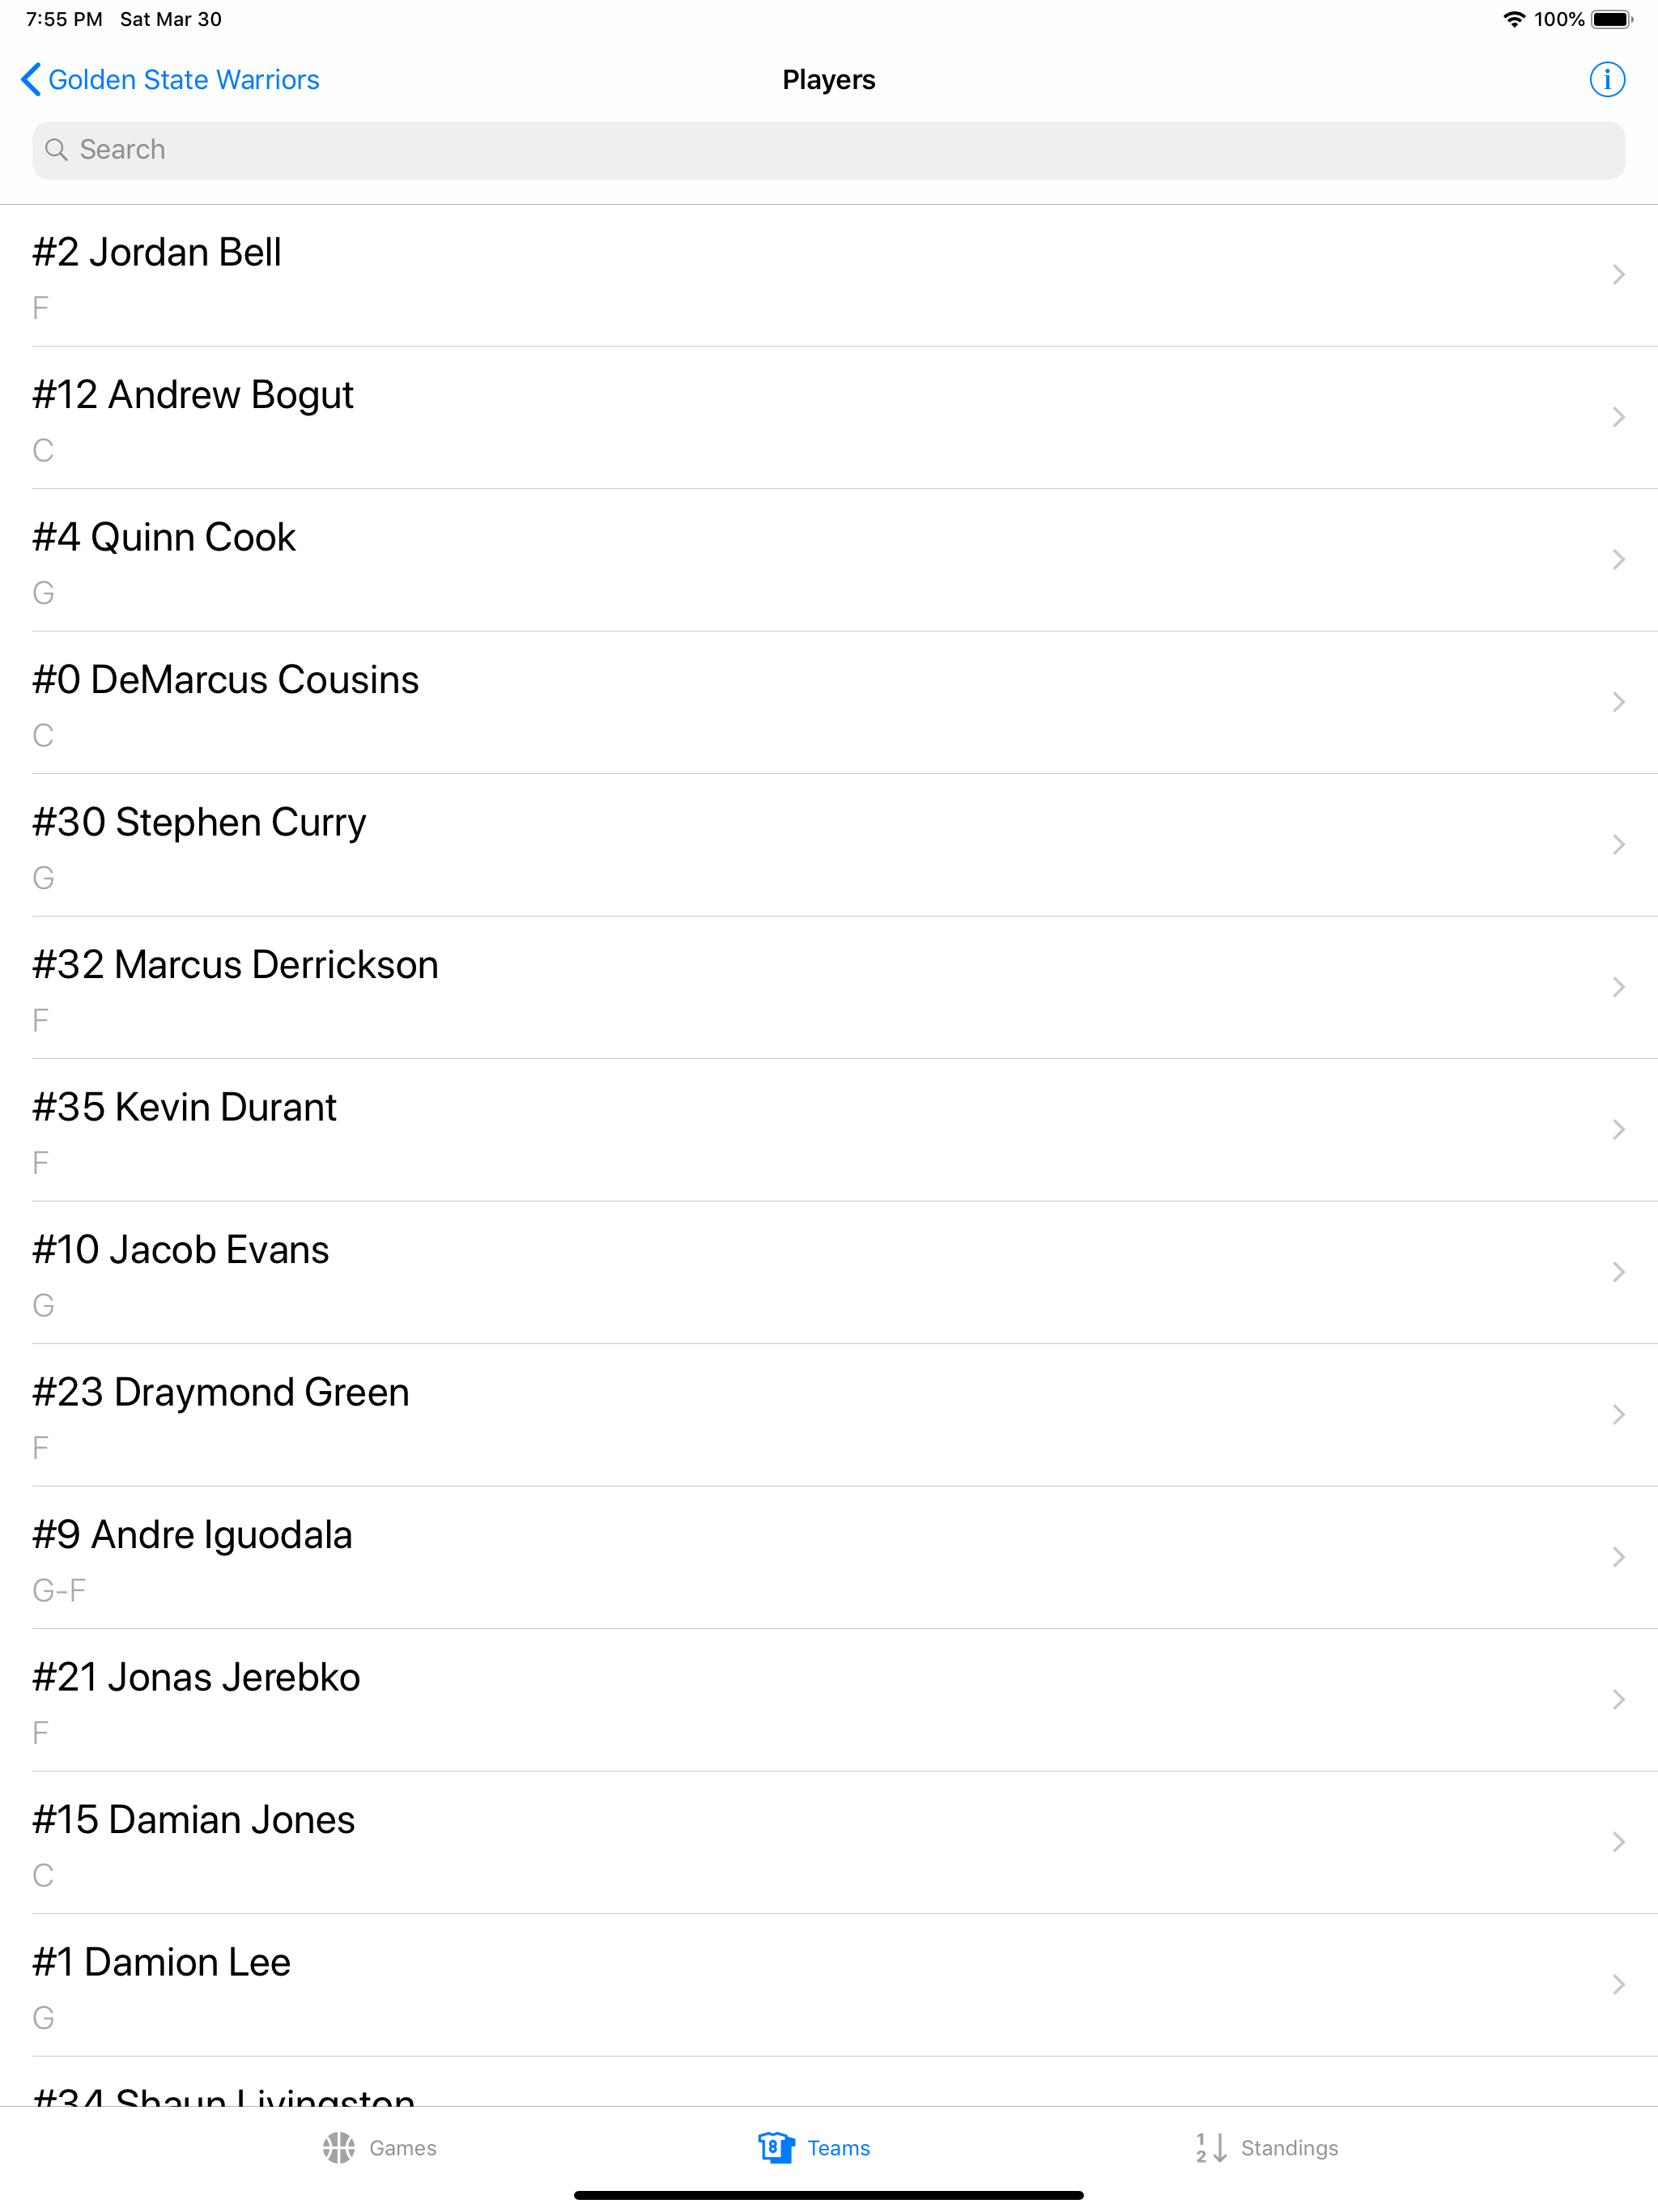 7:55 PM Sat Mar 30 100%
Golden State Warriors Players
Search
#2 Jordan Bell
F
#12 Andrew Bogut
C
#4 Quinn Cook
G
#0 DeMarcus Cousins
C
#30 Stephen Curry
G
#32 Marcus Derrickson
F
#35 Kevin Durant
F
#10 Jacob Evans
G
#23 Draymond Green
F
#9 Andre Iguodala
G-F
#21 Jonas Jerebko
F
#15 Damian Jones
C
#1 Damion Lee
G
#34 Shaun Livingston
Games Teams Standings